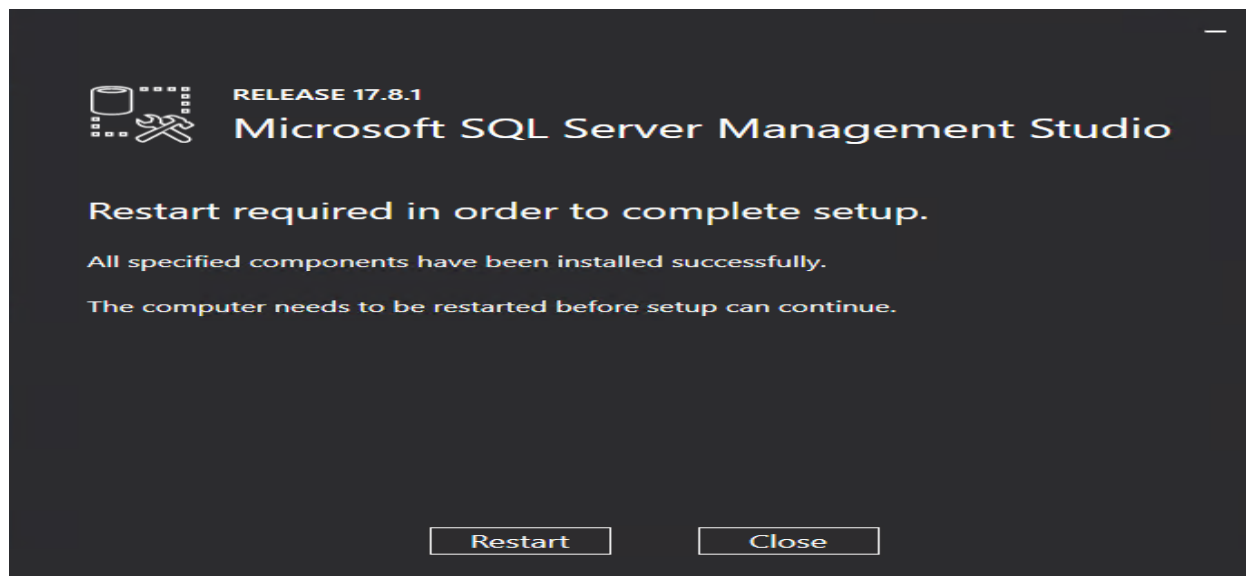 RELEASE 17.8.1
Microsoft SQL Server Management Studio
Restart required in order to complete setup.
All specified components have been installed successfully.
The computer needs to be restarted before setup can continue.
Restart
Close